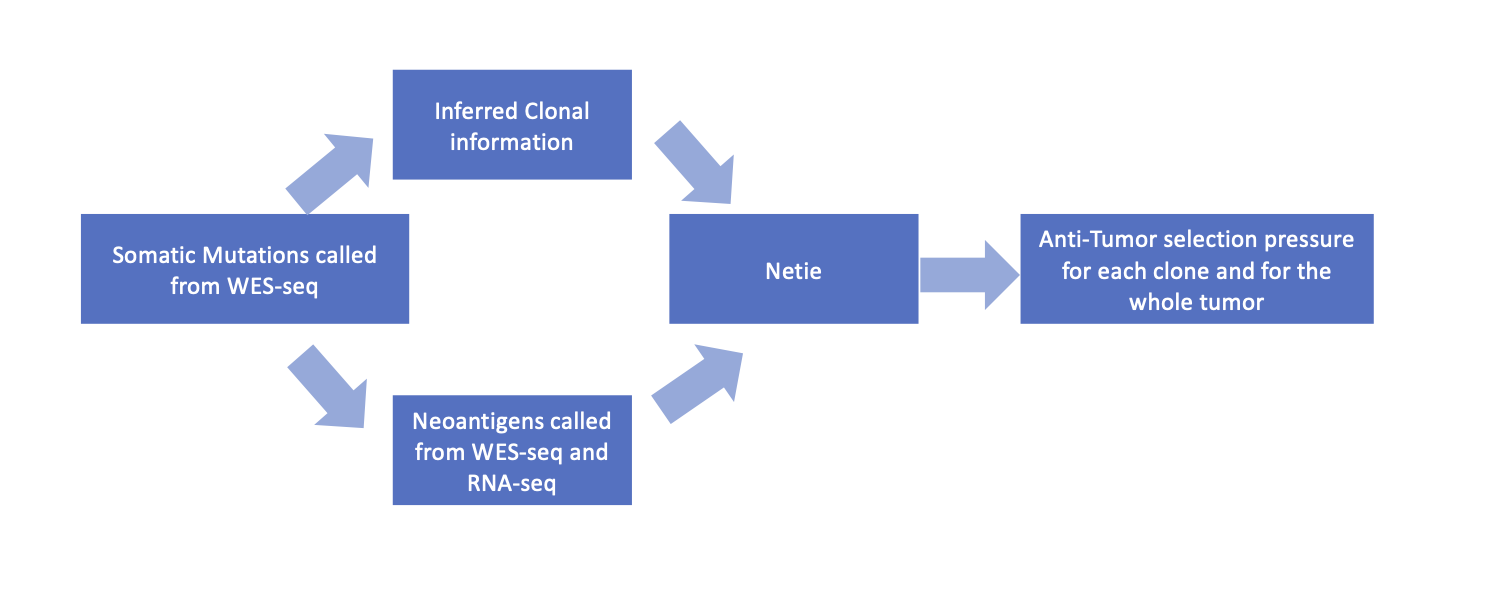 Inferred Clonal
information
Somatic Mutations called
from WES-seq
Netie
Anti-Tumor selection pressure
for each clone and for the
whole tumor
Neoantigens called
from WES-seq and
RNA-seq